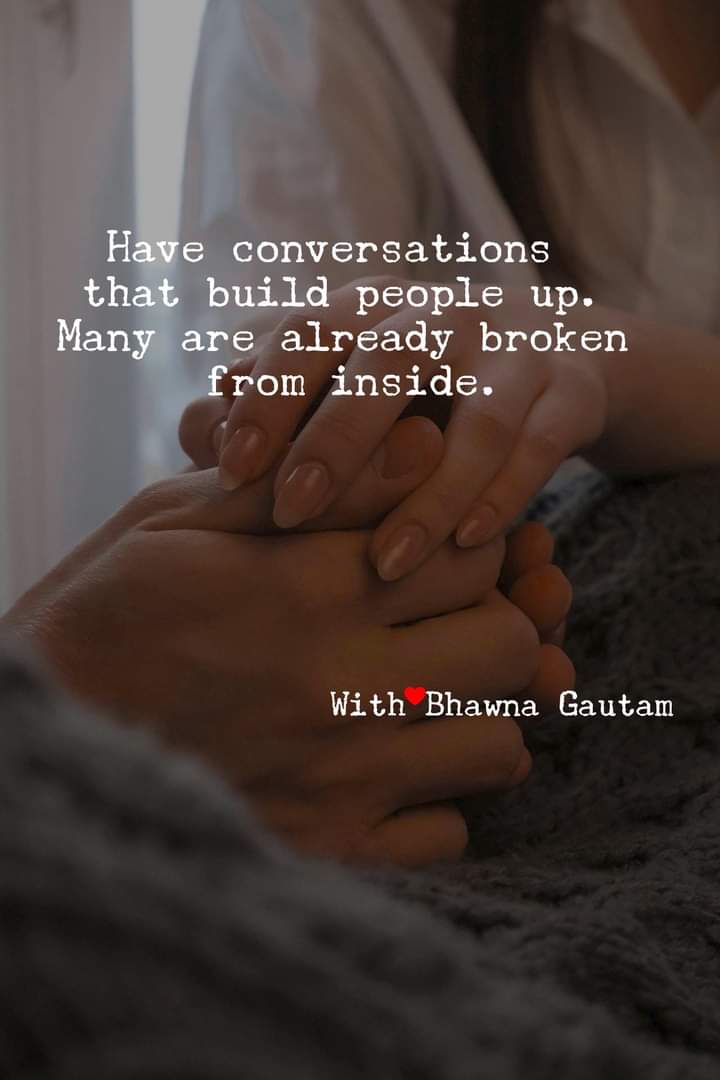 Have conversations
that build people up.
Many are already broken
from inside.
With❤Bhawna Gautam